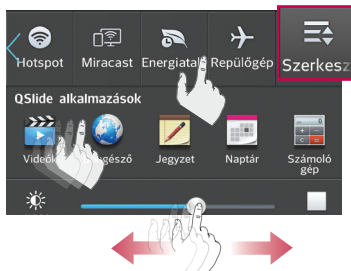 Hotspot Miracast Energiatak Repülőgép Szerkesz
QSlide alkalmazások
Videók Jegyzet Naptár Számoló
gép